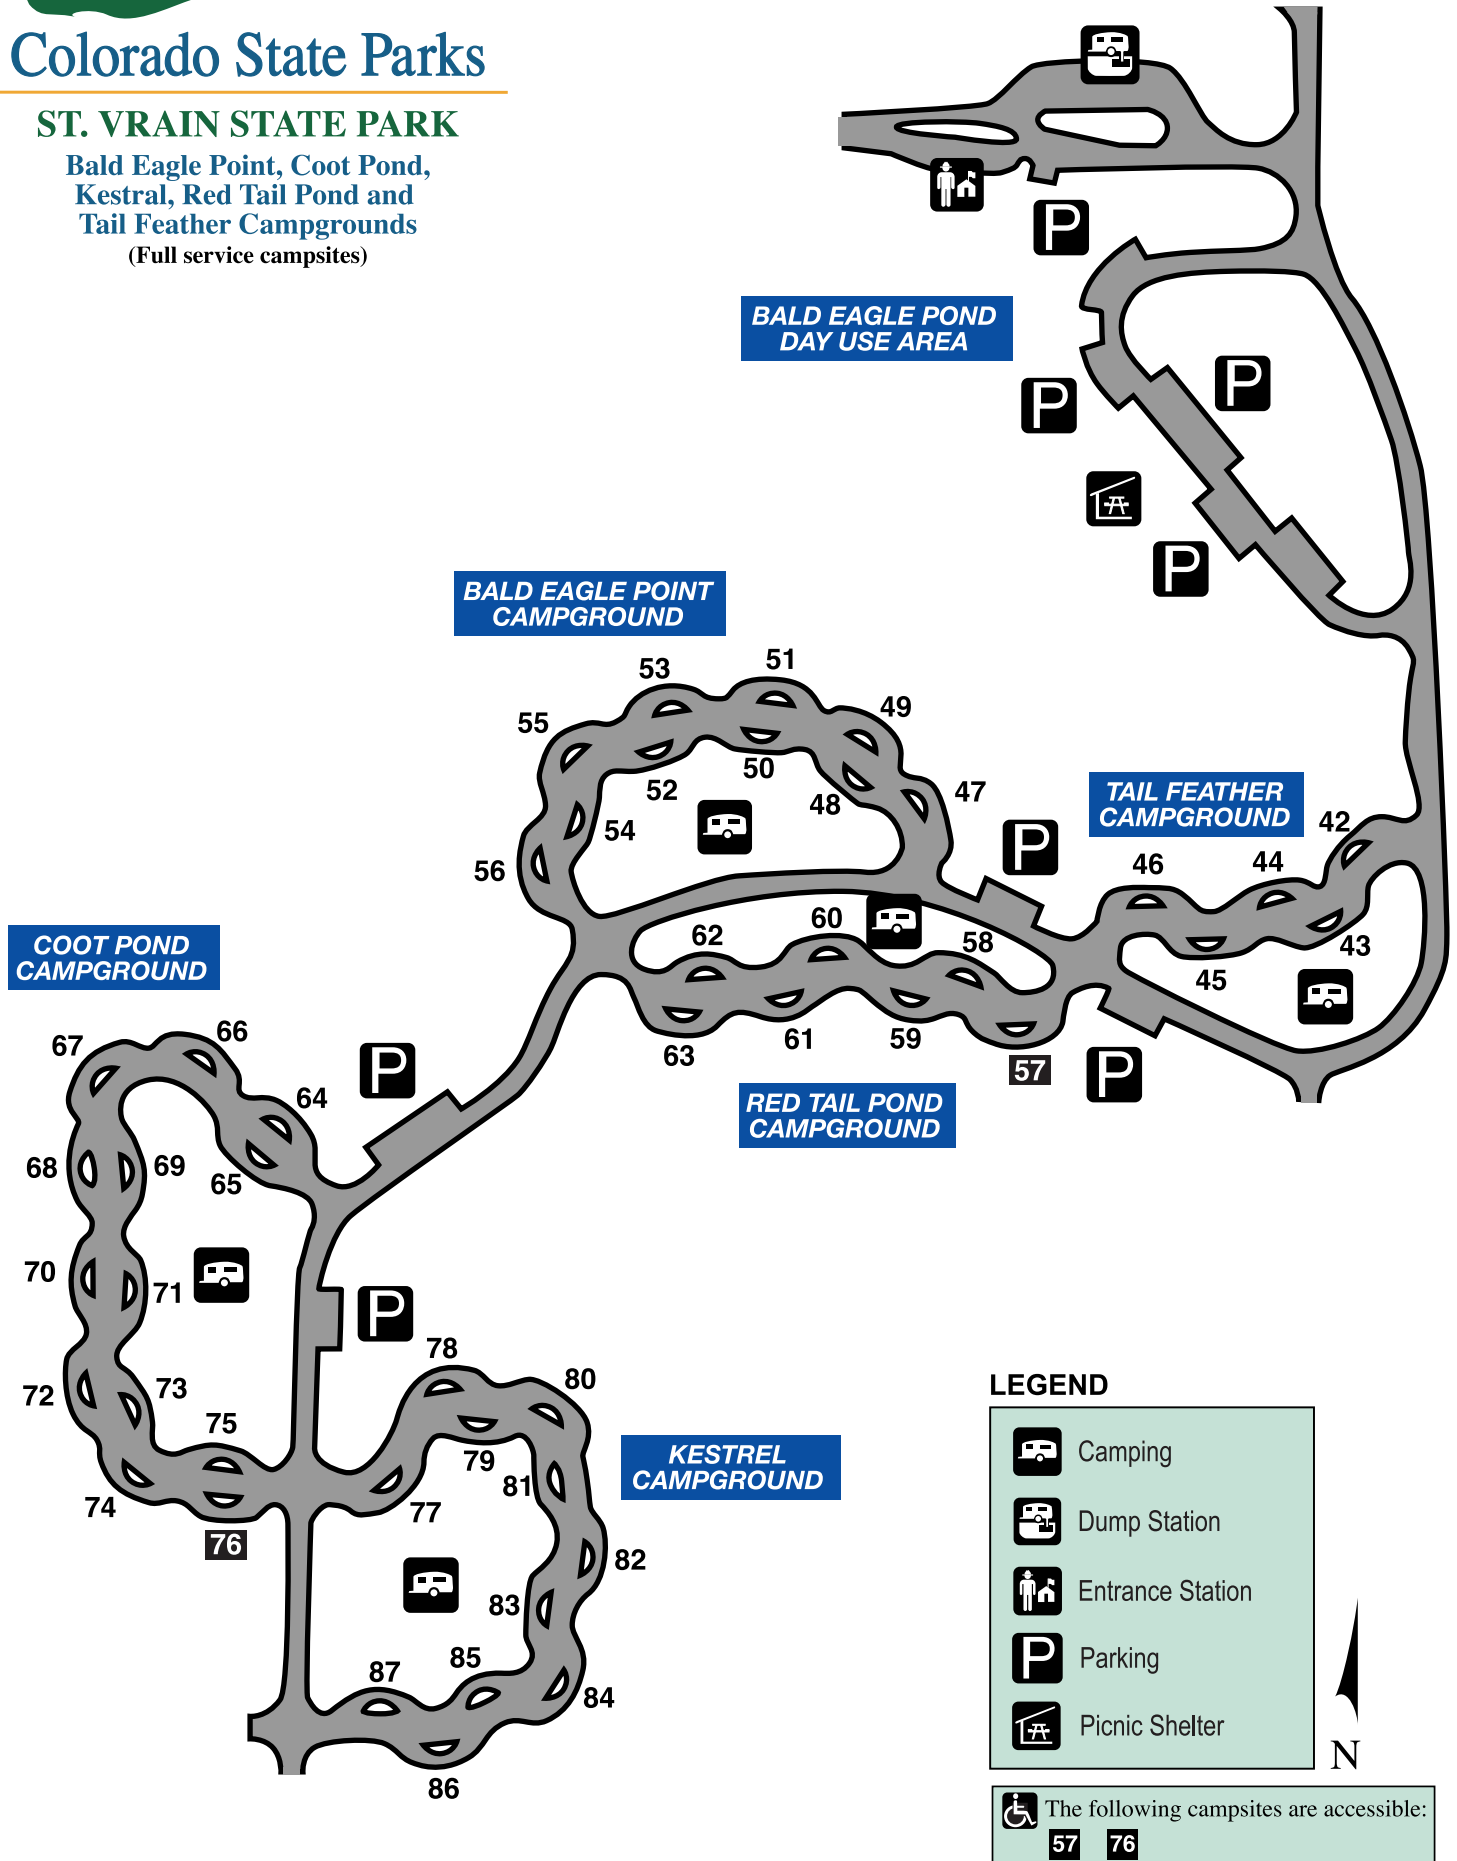 Colorado State Parks
ST. VRAIN STATE PARK
Bald Eagle Point, Coot Pond,
Kestral, Red Tail Pond and
Tail Feather Campgrounds
(Full service campsites)
P
BALD EAGLE POND
DAY USE AREA
P
P
P
BALD EAGLE POINT
CAMPGROUND
53
51
49
55
52
50
48
47
54
56
P
TAIL FEATHER
CAMPGROUND
42
46
44
43
45
62
60
58
63
61
59
57
P
RED TAIL POND
CAMPGROUND
COOT POND
CAMPGROUND
67
66
64
P
68
69
65
70
71
P
72
73
75
74
76
78
80
79
81
77
KESTREL
CAMPGROUND
82
83
85
87
84
86
LEGEND
Camping
Dump Station
Entrance Station
P Parking
Picnic Shelter
N
The following campsites are accessible:
57 76